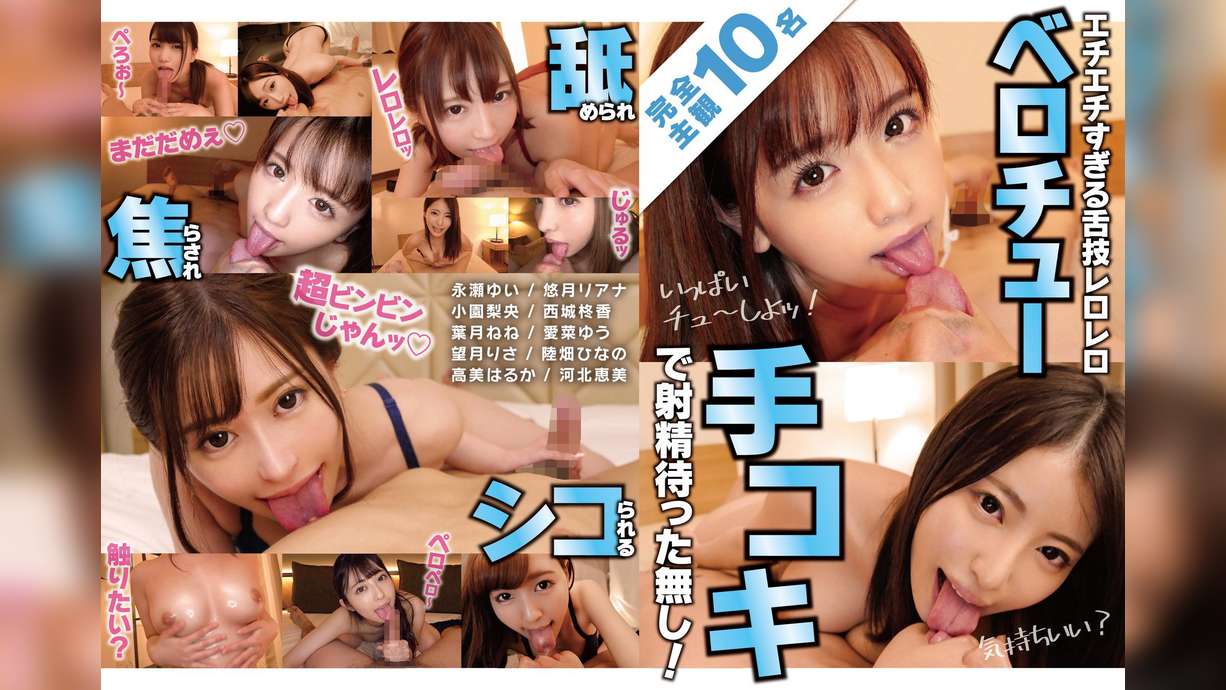 エチエチすぎる舌技レロレロ
ベロチュー
手コキ
で射精待った無し!
完全主観10名
いっぱい
チュ〜しよッ!
気持ちいい?
ぺろぉ〜
レロレロッ
舐められ
まだだめぇ♡
じゅるッ
焦らされ
超ビンビン
じゃんッ♡
永瀬ゆい / 悠月リアナ
小園梨央 / 西城柊香
葉月ねね / 愛菜ゆう
望月りさ / 陸畑ひなの
高美はるか / 河北恵美
シコられる
触りたい?
ペロペロ〜